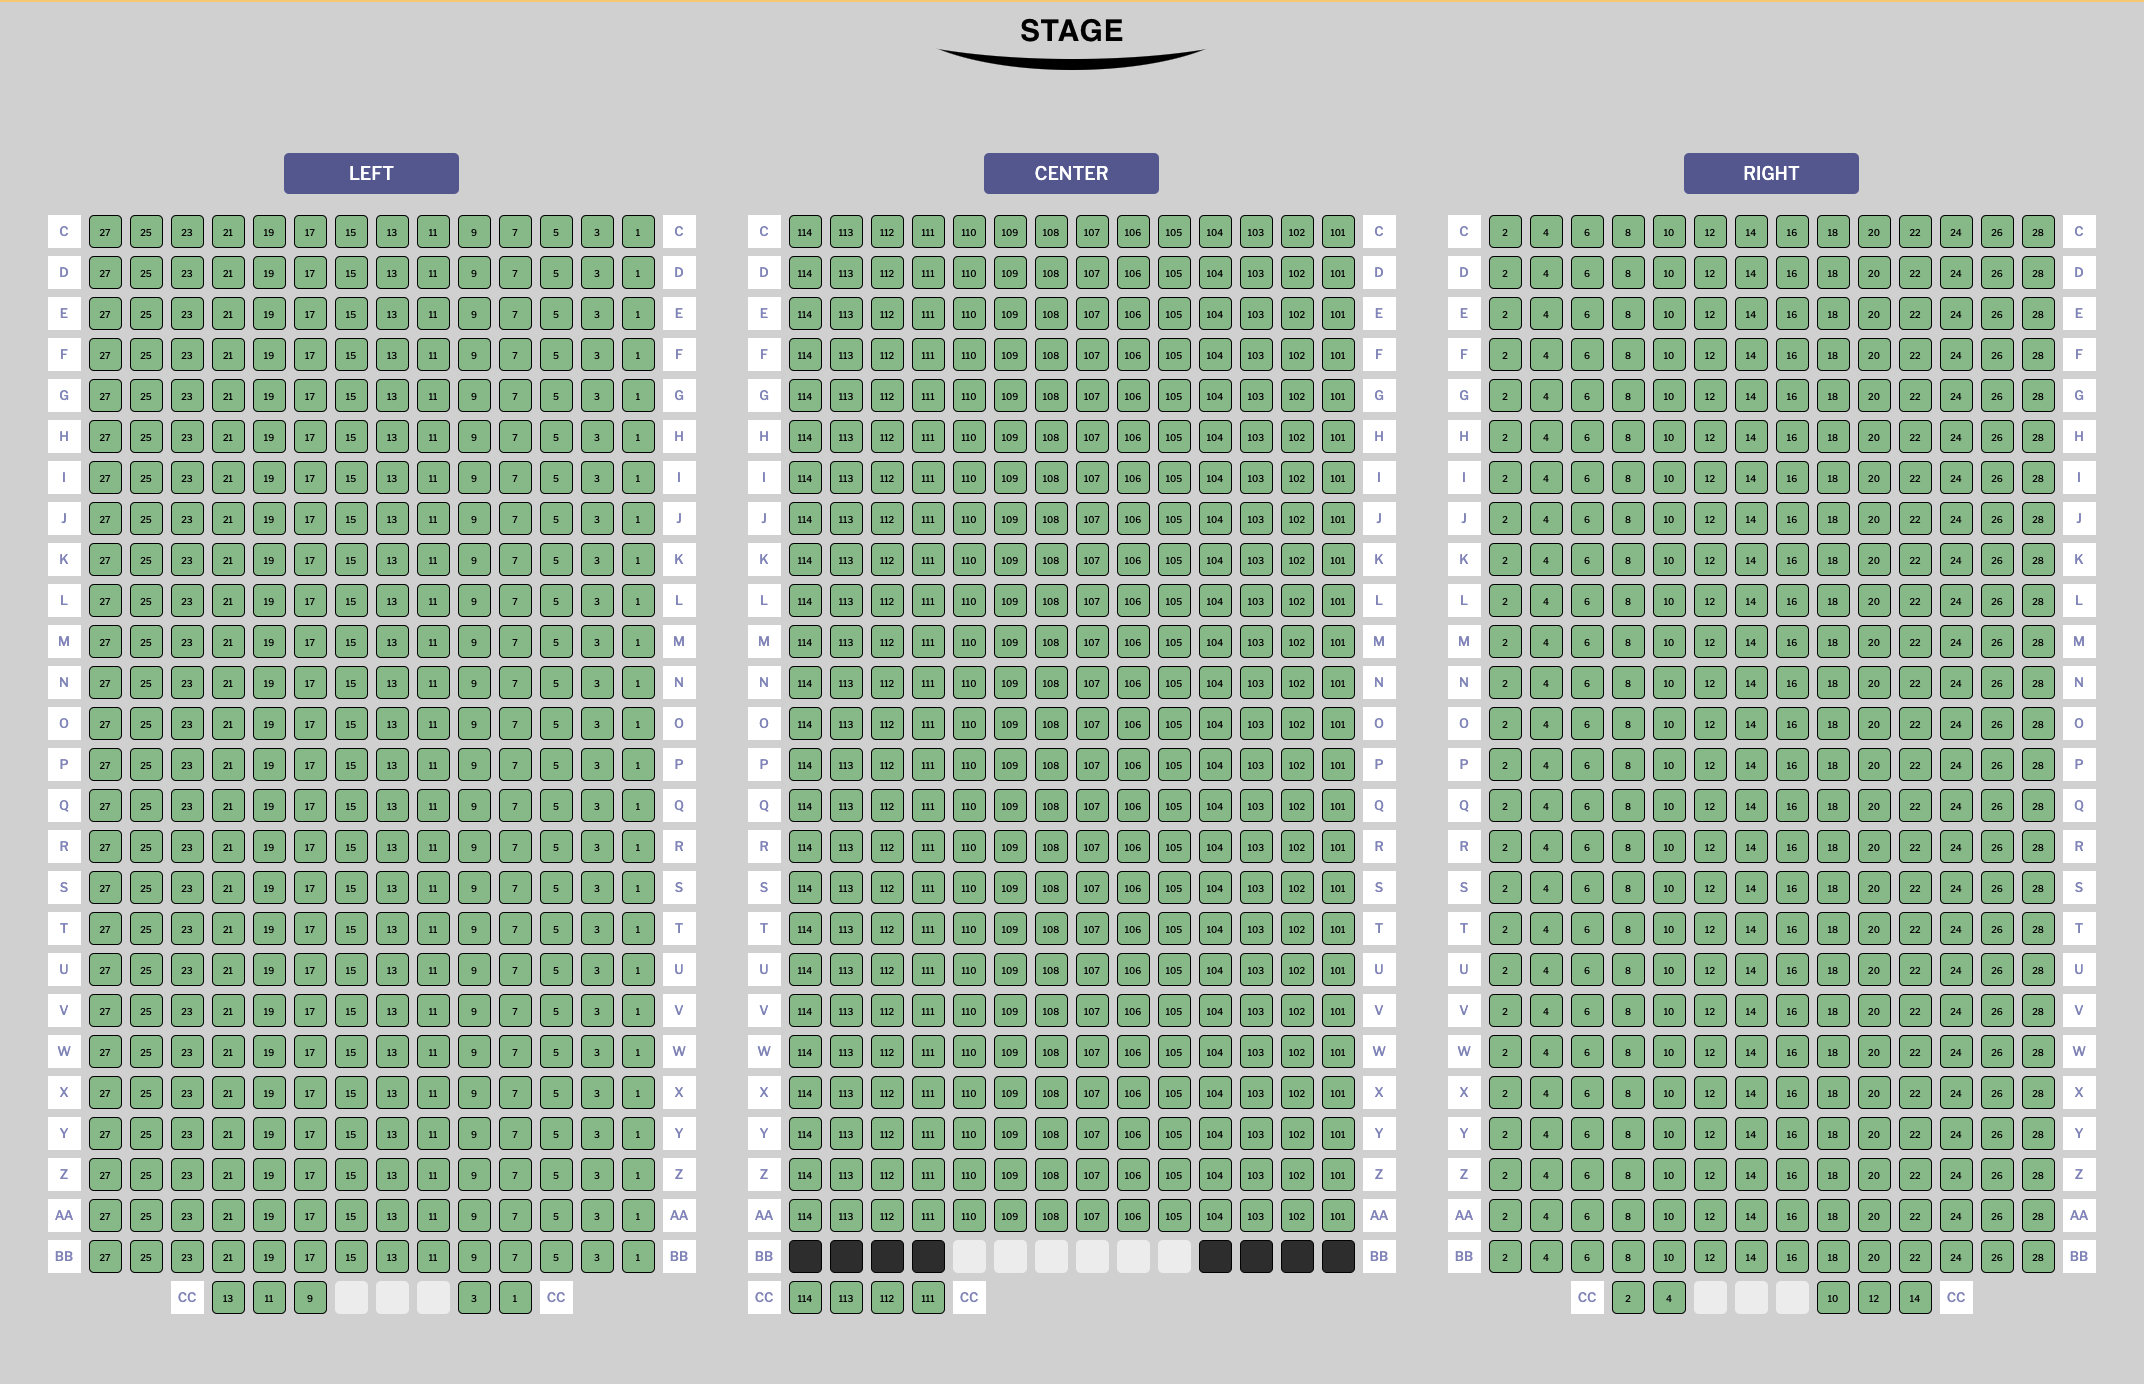 STAGE
LEFT CENTER RIGHT
C 27 25 23 21 19 17 15 13 11 9 7 5 3 1 C C 114 113 112 111 110 109 108 107 106 105 104 103 102 101 C C 2 4 6 8 10 12 14 16 18 20 22 24 26 28 C
D 27 25 23 21 19 17 15 13 11 9 7 5 3 1 D D 114 113 112 111 110 109 108 107 106 105 104 103 102 101 D D 2 4 6 8 10 12 14 16 18 20 22 24 26 28 D
E 27 25 23 21 19 17 15 13 11 9 7 5 3 1 E E 114 113 112 111 110 109 108 107 106 105 104 103 102 101 E E 2 4 6 8 10 12 14 16 18 20 22 24 26 28 E
F 27 25 23 21 19 17 15 13 11 9 7 5 3 1 F F 114 113 112 111 110 109 108 107 106 105 104 103 102 101 F F 2 4 6 8 10 12 14 16 18 20 22 24 26 28 F
G 27 25 23 21 19 17 15 13 11 9 7 5 3 1 G G 114 113 112 111 110 109 108 107 106 105 104 103 102 101 G G 2 4 6 8 10 12 14 16 18 20 22 24 26 28 G
H 27 25 23 21 19 17 15 13 11 9 7 5 3 1 H H 114 113 112 111 110 109 108 107 106 105 104 103 102 101 H H 2 4 6 8 10 12 14 16 18 20 22 24 26 28 H
I 27 25 23 21 19 17 15 13 11 9 7 5 3 1 I I 114 113 112 111 110 109 108 107 106 105 104 103 102 101 I I 2 4 6 8 10 12 14 16 18 20 22 24 26 28 I
J 27 25 23 21 19 17 15 13 11 9 7 5 3 1 J J 114 113 112 111 110 109 108 107 106 105 104 103 102 101 J J 2 4 6 8 10 12 14 16 18 20 22 24 26 28 J
K 27 25 23 21 19 17 15 13 11 9 7 5 3 1 K K 114 113 112 111 110 109 108 107 106 105 104 103 102 101 K K 2 4 6 8 10 12 14 16 18 20 22 24 26 28 K
L 27 25 23 21 19 17 15 13 11 9 7 5 3 1 L L 114 113 112 111 110 109 108 107 106 105 104 103 102 101 L L 2 4 6 8 10 12 14 16 18 20 22 24 26 28 L
M 27 25 23 21 19 17 15 13 11 9 7 5 3 1 M M 114 113 112 111 110 109 108 107 106 105 104 103 102 101 M M 2 4 6 8 10 12 14 16 18 20 22 24 26 28 M
N 27 25 23 21 19 17 15 13 11 9 7 5 3 1 N N 114 113 112 111 110 109 108 107 106 105 104 103 102 101 N N 2 4 6 8 10 12 14 16 18 20 22 24 26 28 N
O 27 25 23 21 19 17 15 13 11 9 7 5 3 1 O O 114 113 112 111 110 109 108 107 106 105 104 103 102 101 O O 2 4 6 8 10 12 14 16 18 20 22 24 26 28 O
P 27 25 23 21 19 17 15 13 11 9 7 5 3 1 P P 114 113 112 111 110 109 108 107 106 105 104 103 102 101 P P 2 4 6 8 10 12 14 16 18 20 22 24 26 28 P
Q 27 25 23 21 19 17 15 13 11 9 7 5 3 1 Q Q 114 113 112 111 110 109 108 107 106 105 104 103 102 101 Q Q 2 4 6 8 10 12 14 16 18 20 22 24 26 28 Q
R 27 25 23 21 19 17 15 13 11 9 7 5 3 1 R R 114 113 112 111 110 109 108 107 106 105 104 103 102 101 R R 2 4 6 8 10 12 14 16 18 20 22 24 26 28 R
S 27 25 23 21 19 17 15 13 11 9 7 5 3 1 S S 114 113 112 111 110 109 108 107 106 105 104 103 102 101 S S 2 4 6 8 10 12 14 16 18 20 22 24 26 28 S
T 27 25 23 21 19 17 15 13 11 9 7 5 3 1 T T 114 113 112 111 110 109 108 107 106 105 104 103 102 101 T T 2 4 6 8 10 12 14 16 18 20 22 24 26 28 T
U 27 25 23 21 19 17 15 13 11 9 7 5 3 1 U U 114 113 112 111 110 109 108 107 106 105 104 103 102 101 U U 2 4 6 8 10 12 14 16 18 20 22 24 26 28 U
V 27 25 23 21 19 17 15 13 11 9 7 5 3 1 V V 114 113 112 111 110 109 108 107 106 105 104 103 102 101 V V 2 4 6 8 10 12 14 16 18 20 22 24 26 28 V
W 27 25 23 21 19 17 15 13 11 9 7 5 3 1 W W 114 113 112 111 110 109 108 107 106 105 104 103 102 101 W W 2 4 6 8 10 12 14 16 18 20 22 24 26 28 W
X 27 25 23 21 19 17 15 13 11 9 7 5 3 1 X X 114 113 112 111 110 109 108 107 106 105 104 103 102 101 X X 2 4 6 8 10 12 14 16 18 20 22 24 26 28 X
Y 27 25 23 21 19 17 15 13 11 9 7 5 3 1 Y Y 114 113 112 111 110 109 108 107 106 105 104 103 102 101 Y Y 2 4 6 8 10 12 14 16 18 20 22 24 26 28 Y
Z 27 25 23 21 19 17 15 13 11 9 7 5 3 1 Z Z 114 113 112 111 110 109 108 107 106 105 104 103 102 101 Z Z 2 4 6 8 10 12 14 16 18 20 22 24 26 28 Z
AA 27 25 23 21 19 17 15 13 11 9 7 5 3 1 AA AA 114 113 112 111 110 109 108 107 106 105 104 103 102 101 AA AA 2 4 6 8 10 12 14 16 18 20 22 24 26 28 AA
BB 27 25 23 21 19 17 15 13 11 9 7 5 3 1 BB BB BB BB 2 4 6 8 10 12 14 16 18 20 22 24 26 28 BB
CC 13 11 9 3 1 CC CC 114 113 112 111 CC CC 2 4 10 12 14 CC